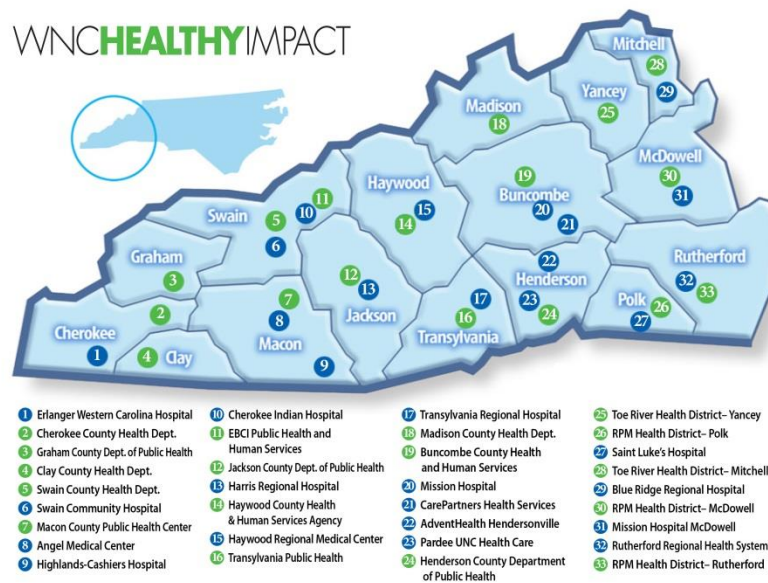 WNCHEALTHYIMPACT
Mitchell
28
29
Yancey
25
Madison
18
McDowell
30
31
19
Buncombe
20
21
Haywood
15
14
11
10
Swain
5
6
Graham
3
12
13
Jackson
22
Henderson
23
24
Rutherford
32
33
Polk
26
27
17
16
Transylvania
7
8
Macon
9
2
Cherokee
1
4
Clay
1 Erlanger Western Carolina Hospital
2 Cherokee County Health Dept.
3 Graham County Dept. of Public Health
4 Clay County Health Dept.
5 Swain County Health Dept.
6 Swain Community Hospital
7 Macon County Public Health Center
8 Angel Medical Center
9 Highlands-Cashiers Hospital
10 Cherokee Indian Hospital
11 EBCI Public Health and
Human Services
12 Jackson County Dept. of Public Health
13 Harris Regional Hospital
14 Haywood County Health
& Human Services Agency
15 Haywood Regional Medical Center
16 Transylvania Public Health
17 Transylvania Regional Hospital
18 Madison County Health Dept.
19 Buncombe County Health
and Human Services
20 Mission Hospital
21 CarePartners Health Services
22 AdventHealth Hendersonville
23 Pardee UNC Health Care
24 Henderson County Department
of Public Health
25 Toe River Health District– Yancey
26 RPM Health District– Polk
27 Saint Luke's Hospital
28 Toe River Health District– Mitchell
29 Blue Ridge Regional Hospital
30 RPM Health District– McDowell
31 Mission Hospital McDowell
32 Rutherford Regional Health System
33 RPM Health District– Rutherford